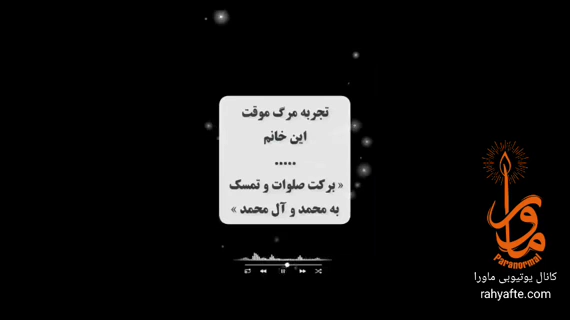 تجربه مرگ موقت
این خانم
.....
« برکت صلوات و تمسک
به محمد و آل محمد »
ماورا
Paranormal
کانال یوتیوبی ماورا
rahyafte.com